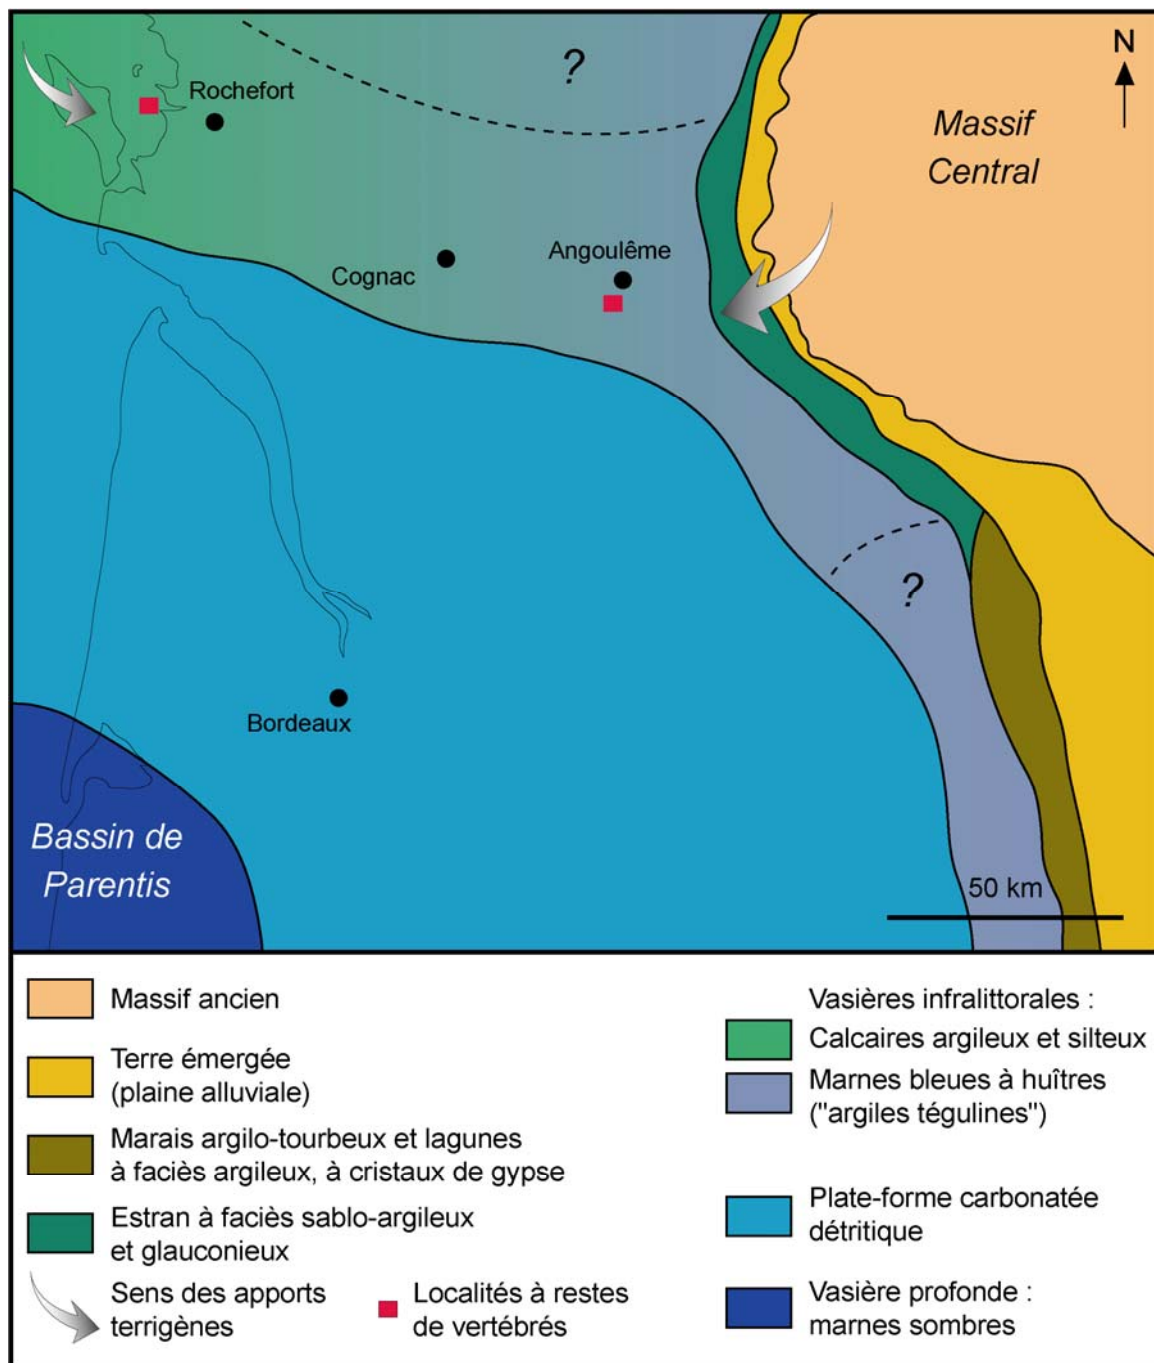 N
?
Rochefort
Massif
Central
Angoulême
Cognac
?
Bordeaux
Bassin de
Parentis
50 km
Massif ancien
Terre émergée
(plaine alluviale)
Marais argilo-tourbeux et lagunes
à faciès argileux, à cristaux de gypse
Estran à faciès sablo-argileux
et glauconieux
Sens des apports
terrigènes
Localités à restes
de vertébrés
Vasières infralittorales :
Calcaires argileux et silteux
Marnes bleues à huîtres
("argiles tégulines")
Plate-forme carbonatée
détritique
Vasière profonde :
marnes sombres